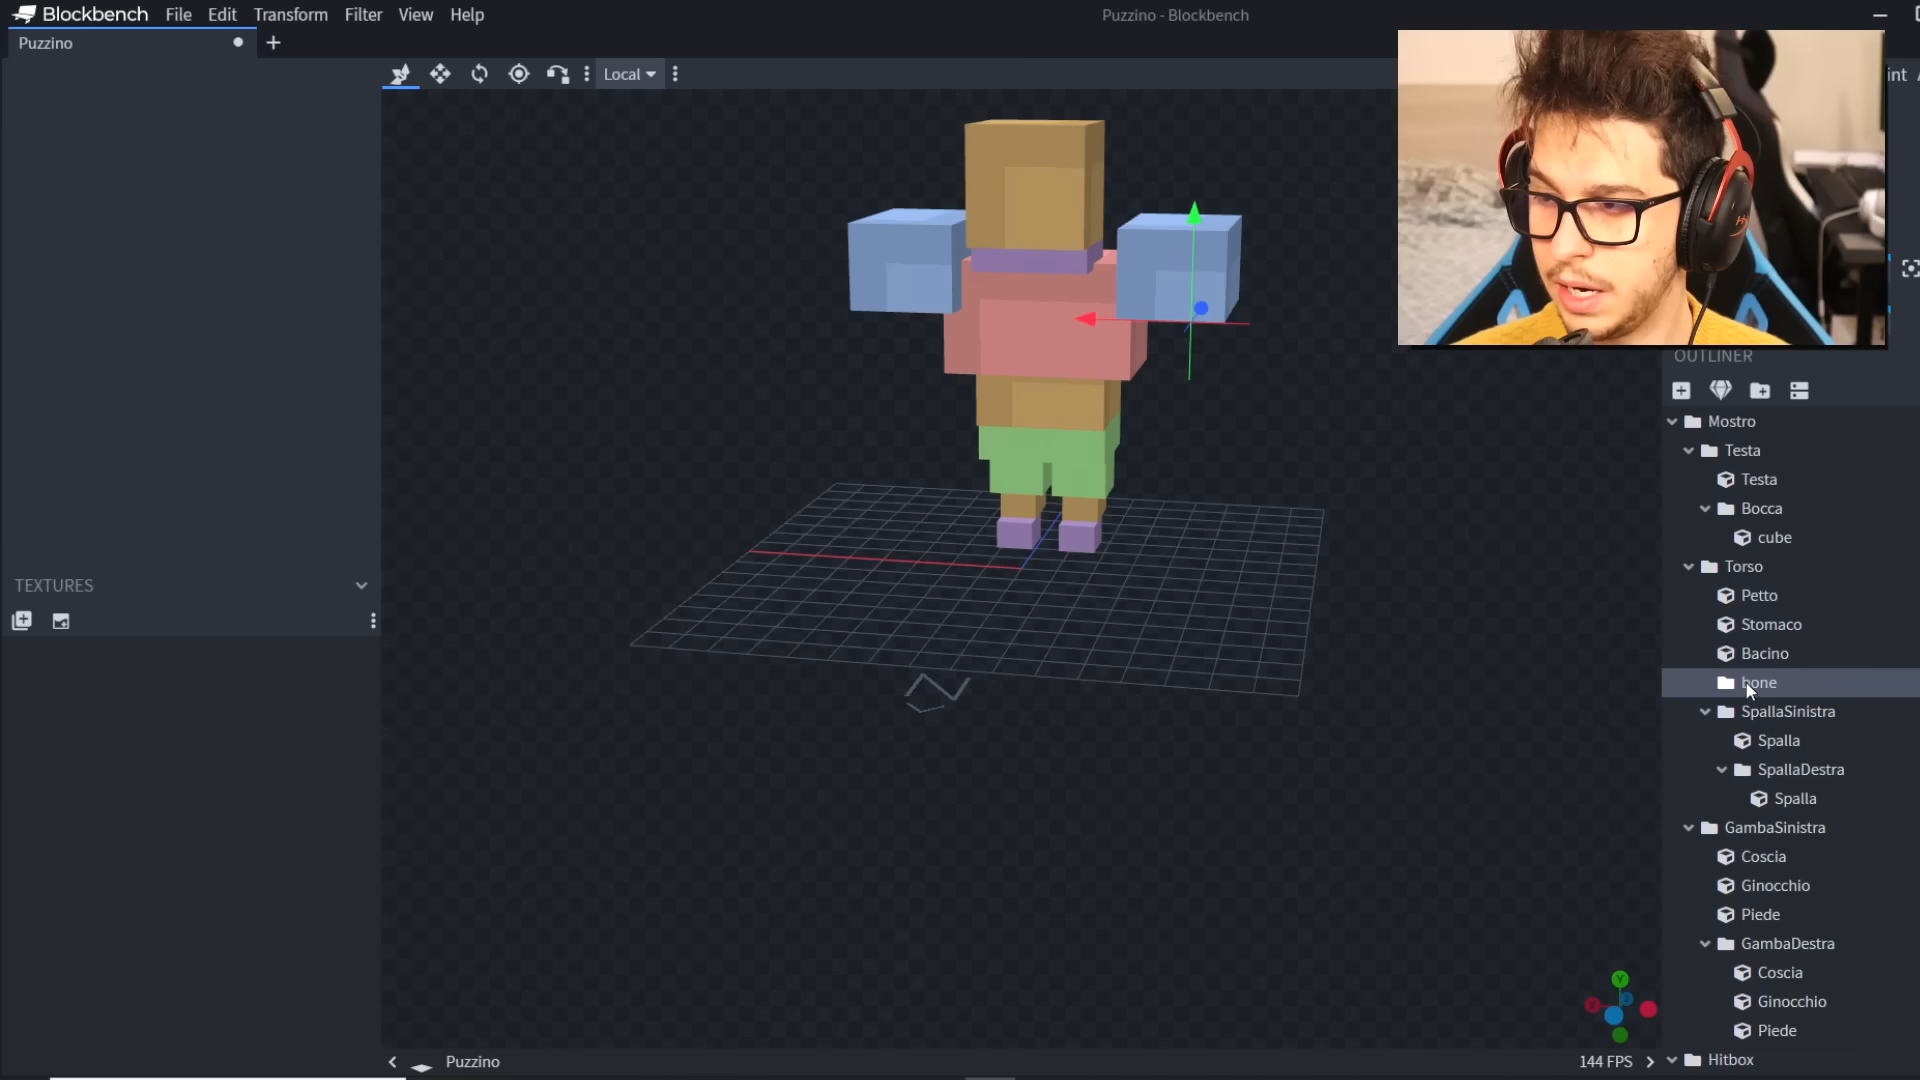 Blockbench File Edit Transform Filter View Help
Puzzino - Blockbench
Puzzino
Local
int
OUTLINER
Mostro
Testa
Testa
Bocca
cube
Torso
Petto
Stomaco
Bacino
bone
SpallaSinistra
Spalla
SpallaDestra
Spalla
GambaSinistra
Coscia
Ginocchio
Piede
GambaDestra
Coscia
Ginocchio
Piede
Hitbox
TEXTURES
Y
Z
Puzzino
144 FPS